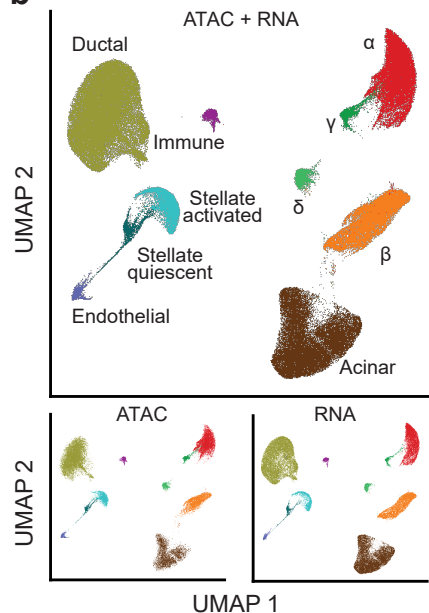 b
ATAC + RNA
Ductal
α
Immune
γ
Stellate
activated
δ
Stellate
quiescent
β
Endothelial
Acinar
UMAP 2
ATAC
RNA
UMAP 2
UMAP 1